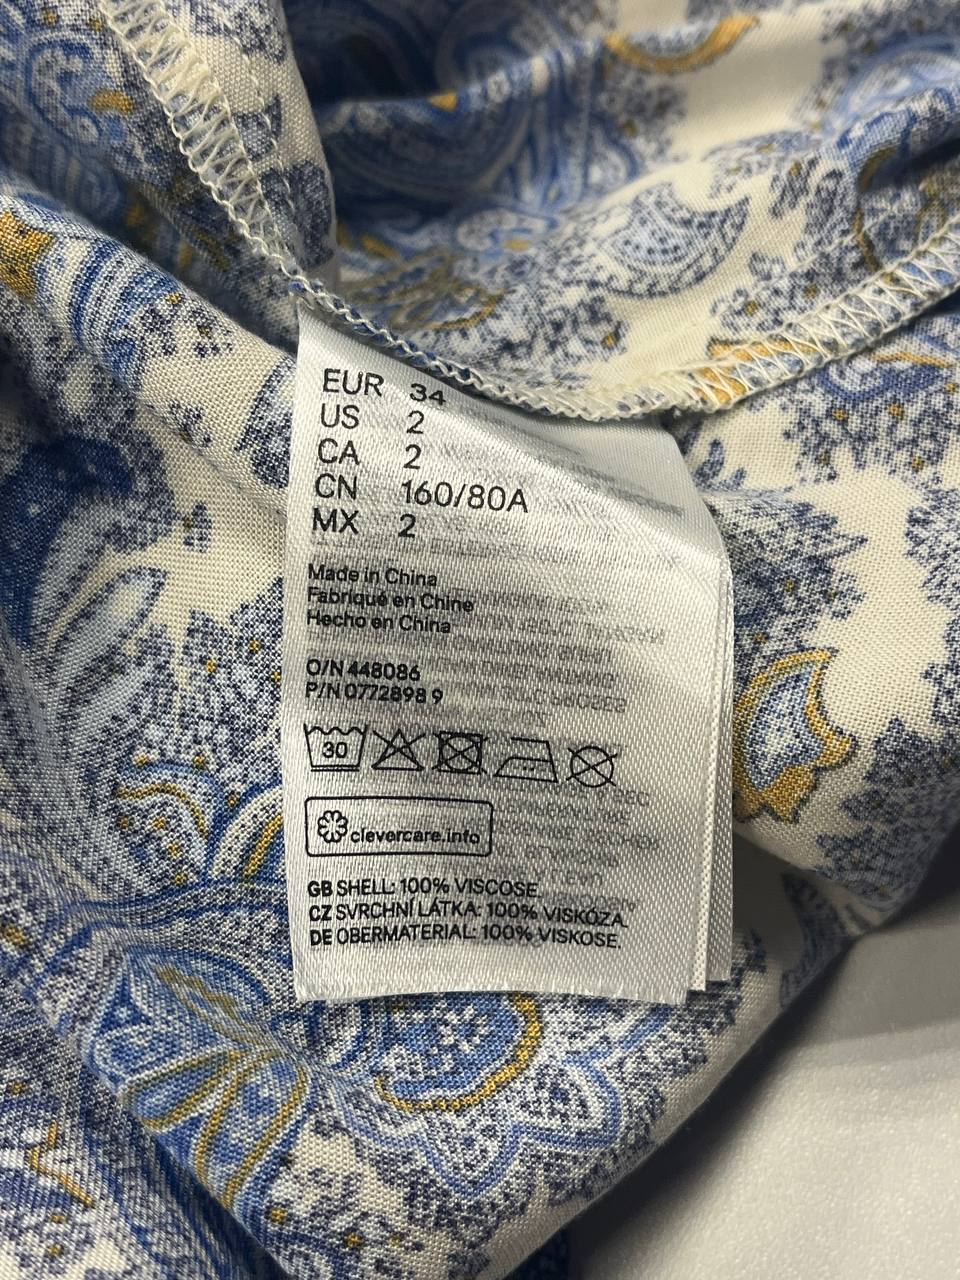 EUR 34
US 2
CA 2
CN 160/80A
MX 2
Made in China
Fabriqué en Chine
Hecho en China
O/N 448086
P/N 0772898 9
30
clevercare.info
GB SHELL: 100% VISCOSE.
CZ SVRCHNÍ LÁTKA: 100% VISKÓZA.
DE OBERMATERIAL: 100% VISKOSE.